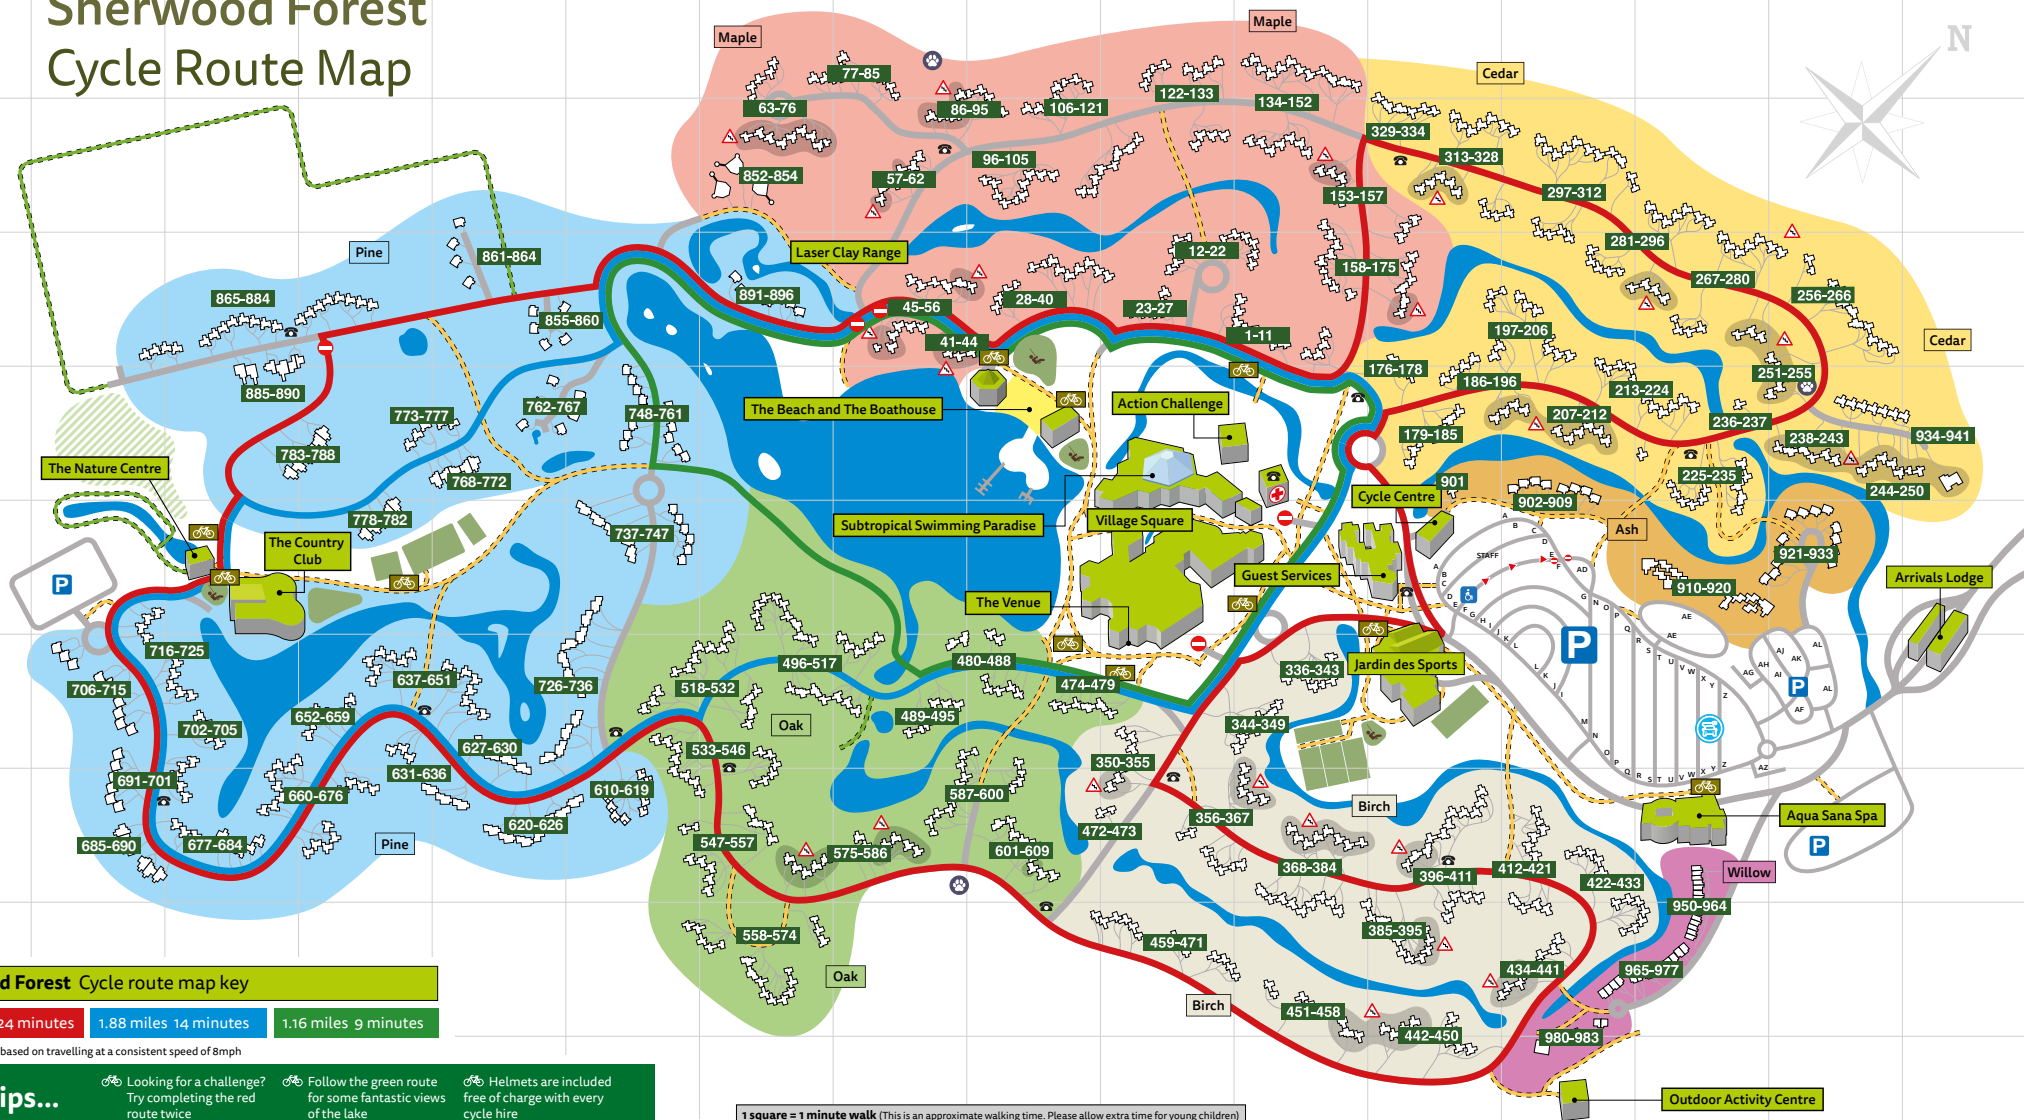 Sherwood Forest
Cycle Route Map
N
Maple
Maple
Cedar
77-85
63-76
86-95
106-121
122-133
134-152
329-334
313-328
852-854
57-62
96-105
153-157
297-312
Pine
861-864
Laser Clay Range
12-22
158-175
281-296
267-280
256-266
865-884
891-896
855-860
45-56
28-40
23-27
1-11
41-44
197-206
Cedar
176-178
186-196
213-224
251-255
885-890
773-777
762-767
748-761
The Beach and The Boathouse
Action Challenge
179-185
207-212
236-237
238-243
934-941
783-788
The Nature Centre
768-772
778-782
901
225-235
244-250
Cycle Centre
902-909
Subtropical Swimming Paradise
Village Square
737-747
The Country
Club
Ash
921-933
910-920
Guest Services
The Venue
Arrivals Lodge
STAFF
P
P
716-725
706-715
637-651
726-736
518-532
496-517
480-488
474-479
336-343
Jardin des Sports
P
702-705
652-659
627-630
631-636
Oak
489-495
344-349
533-546
350-355
691-701
660-676
610-619
620-626
587-600
356-367
Birch
472-473
685-690
677-684
Pine
547-557
575-586
601-609
368-384
396-411
412-421
422-433
Aqua Sana Spa
P
Willow
950-964
558-574
459-471
385-395
434-441
965-977
Oak
Birch
451-458
442-450
980-983
Outdoor Activity Centre
d Forest Cycle route map key
24 minutes
1.88 miles 14 minutes
1.16 miles 9 minutes
based on travelling at a consistent speed of 8mph
ips...
Looking for a challenge?
Try completing the red
route twice
Follow the green route
for some fantastic views
of the lake
Helmets are included
free of charge with every
cycle hire
1 square = 1 minute walk (This is an approximate walking time. Please allow extra time for young children)